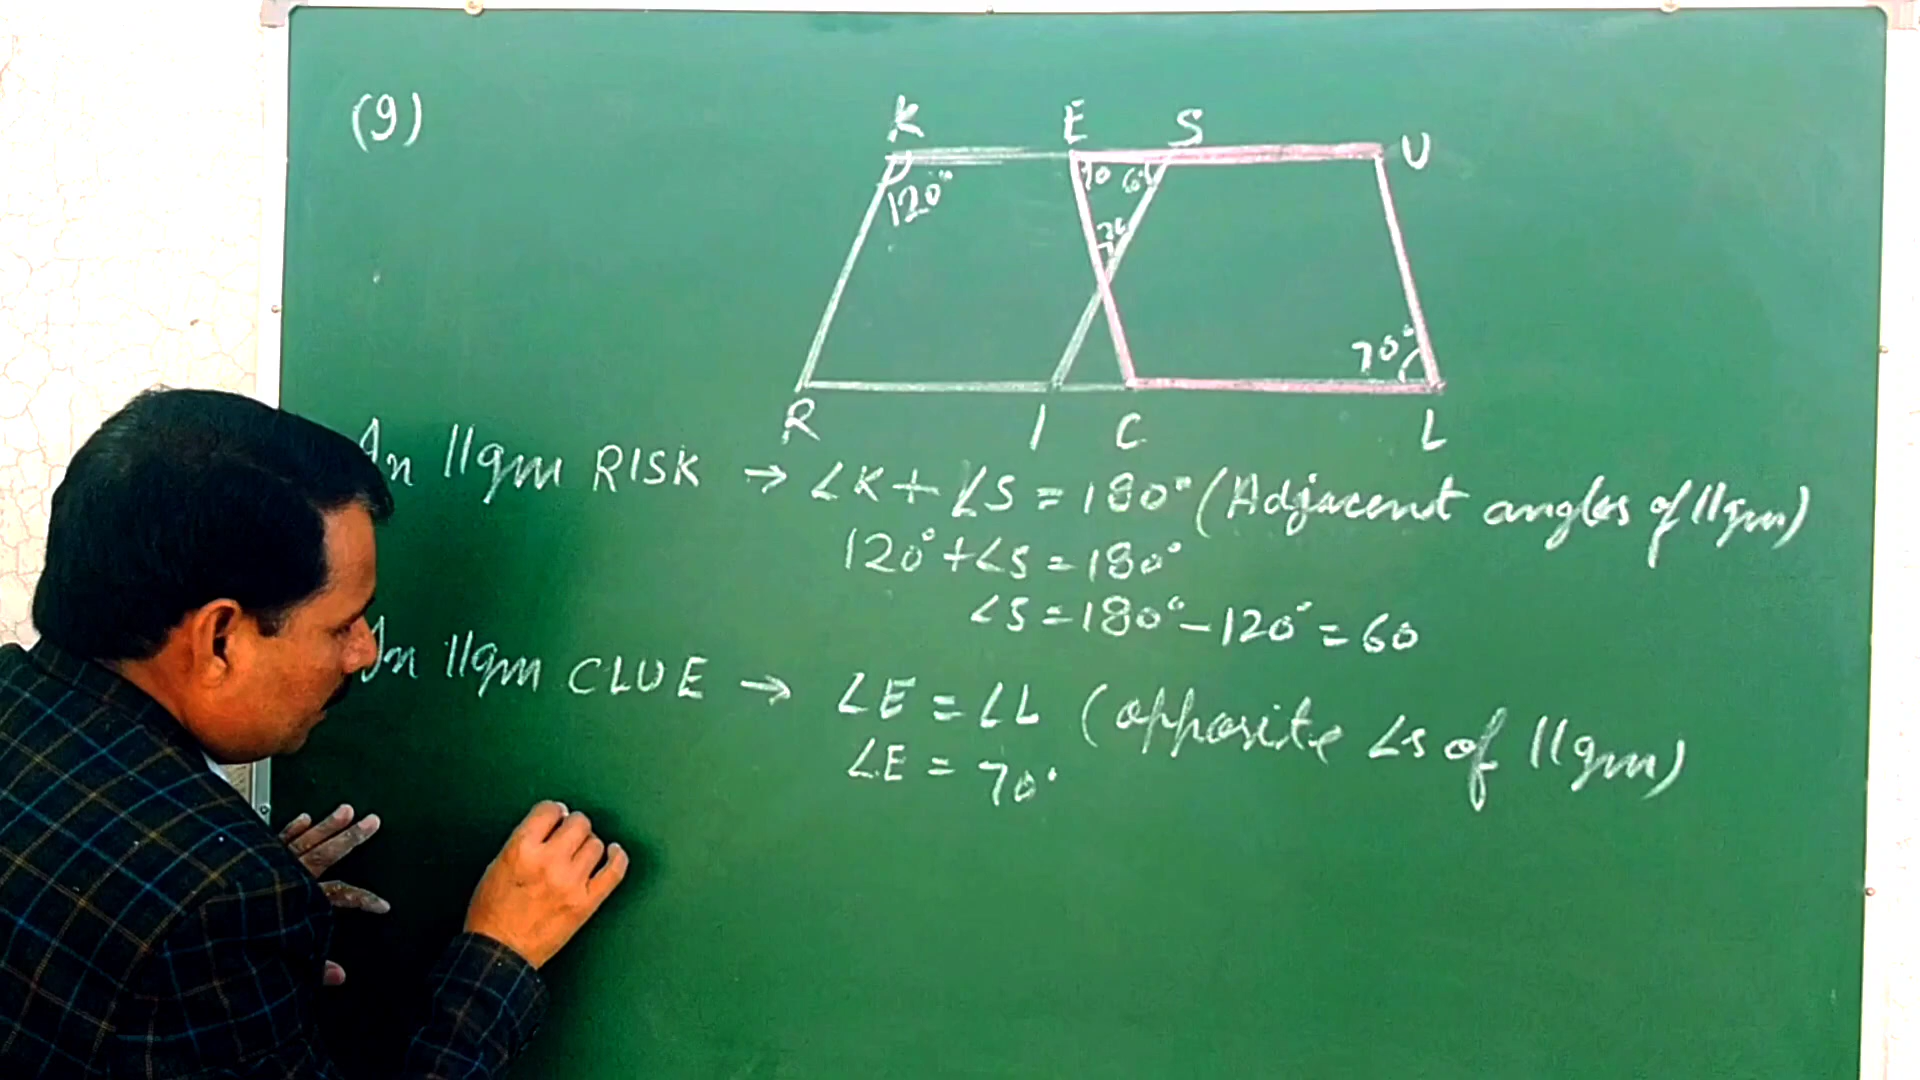 (9)
K E S U
120° 70 60
x
70°
R I C L
In ||gm RISK → ∠K + ∠S = 180° (Adjacent angles of ||gm)
120° + ∠S = 180°
∠S = 180° - 120° = 60
In ||gm CLUE → ∠E = ∠L (opposite ∠s of ||gm)
∠E = 70°